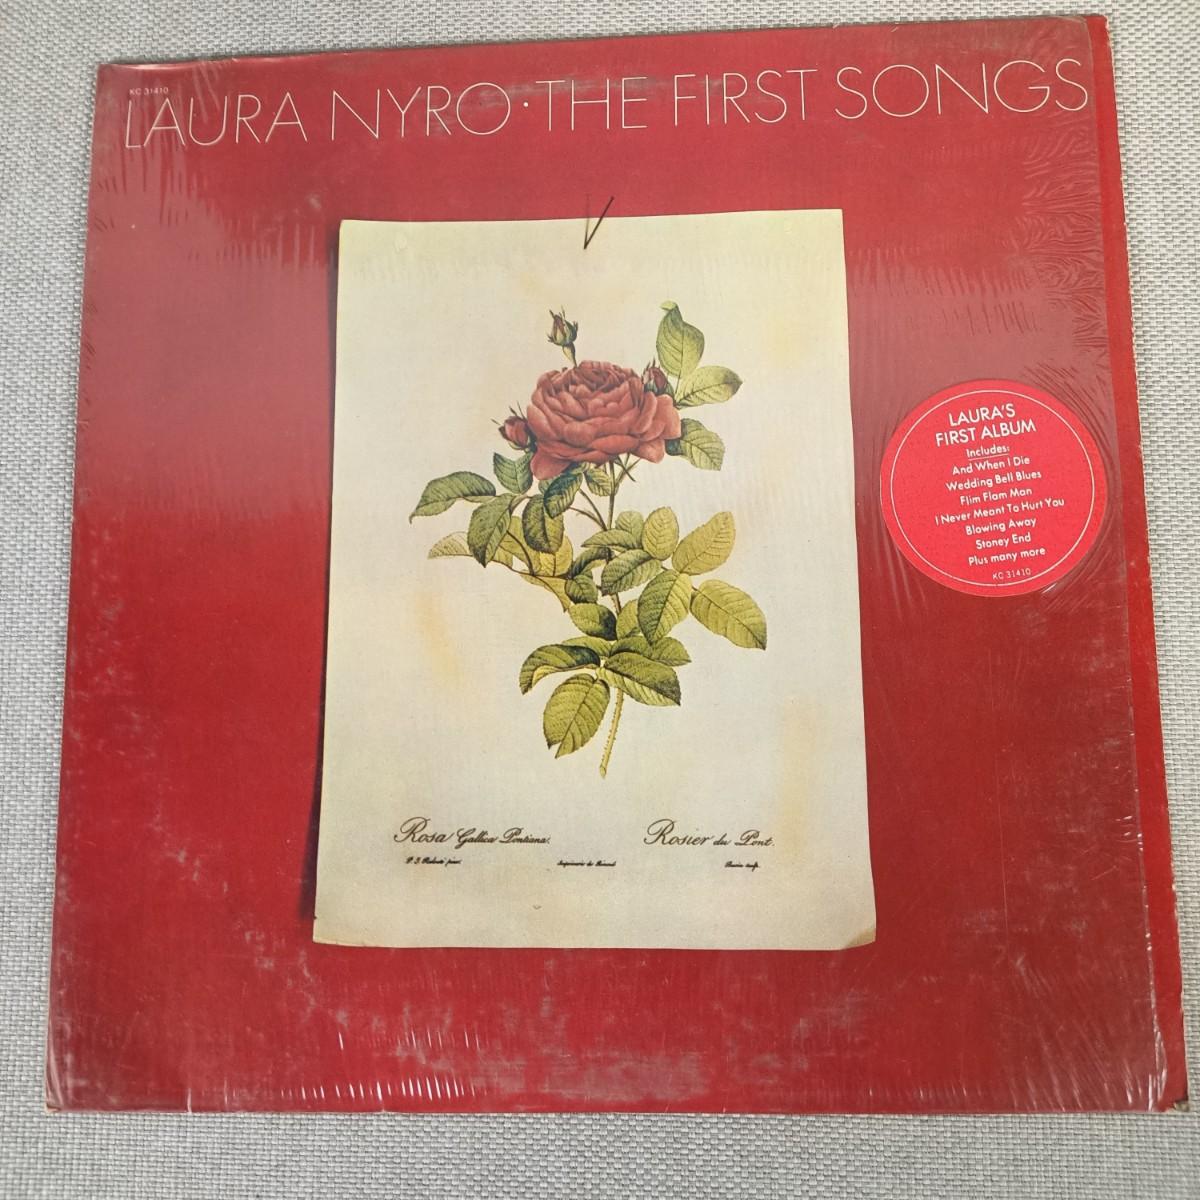 KC 31410
LAURA NYRO·THE FIRST SONGS
LAURA'S
FIRST ALBUM
Includes:
And When I Die
Wedding Bell Blues
Flim Flam Man
I Never Meant To Hurt You
Blowing Away
Stoney End
Plus many more
KC 31410
Rosa Gallica Pontiana.
Rosier du Pont.
P. J. Redouté pinx.